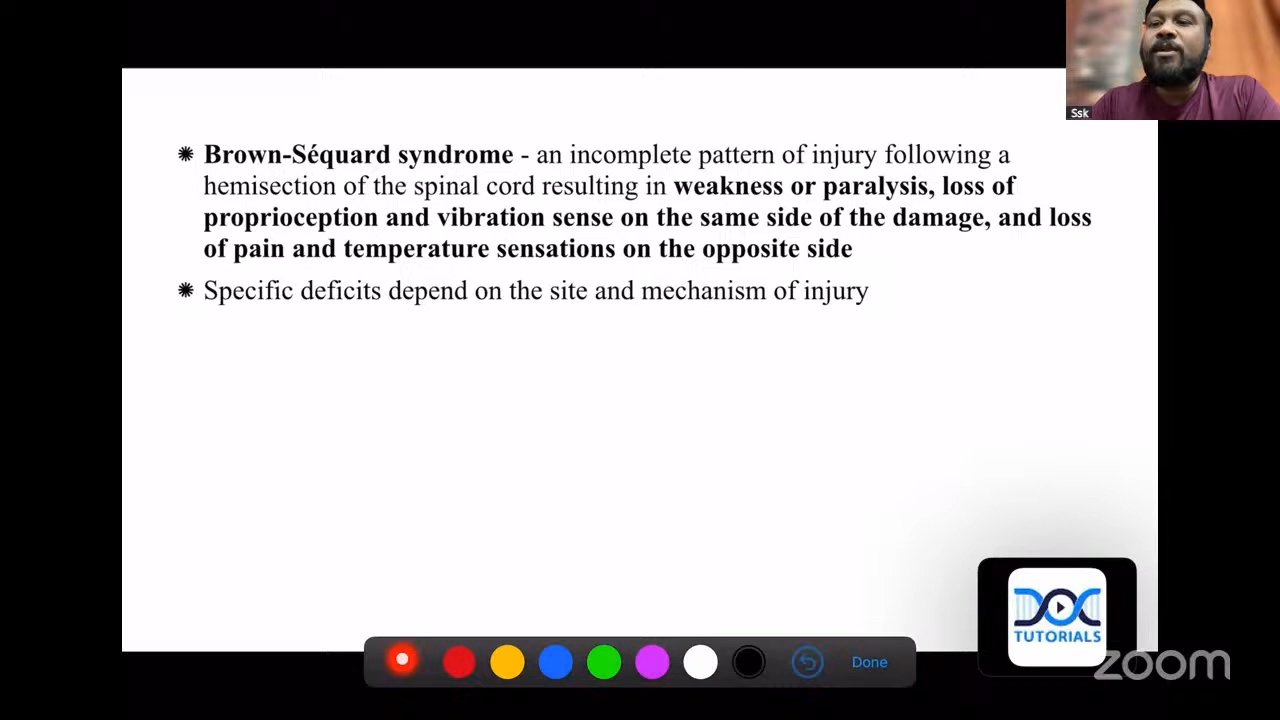 Ssk
✷ Brown-Séquard syndrome - an incomplete pattern of injury following a
hemisection of the spinal cord resulting in weakness or paralysis, loss of
proprioception and vibration sense on the same side of the damage, and loss
of pain and temperature sensations on the opposite side
✷ Specific deficits depend on the site and mechanism of injury
DOC
TUTORIALS
Done
zoom